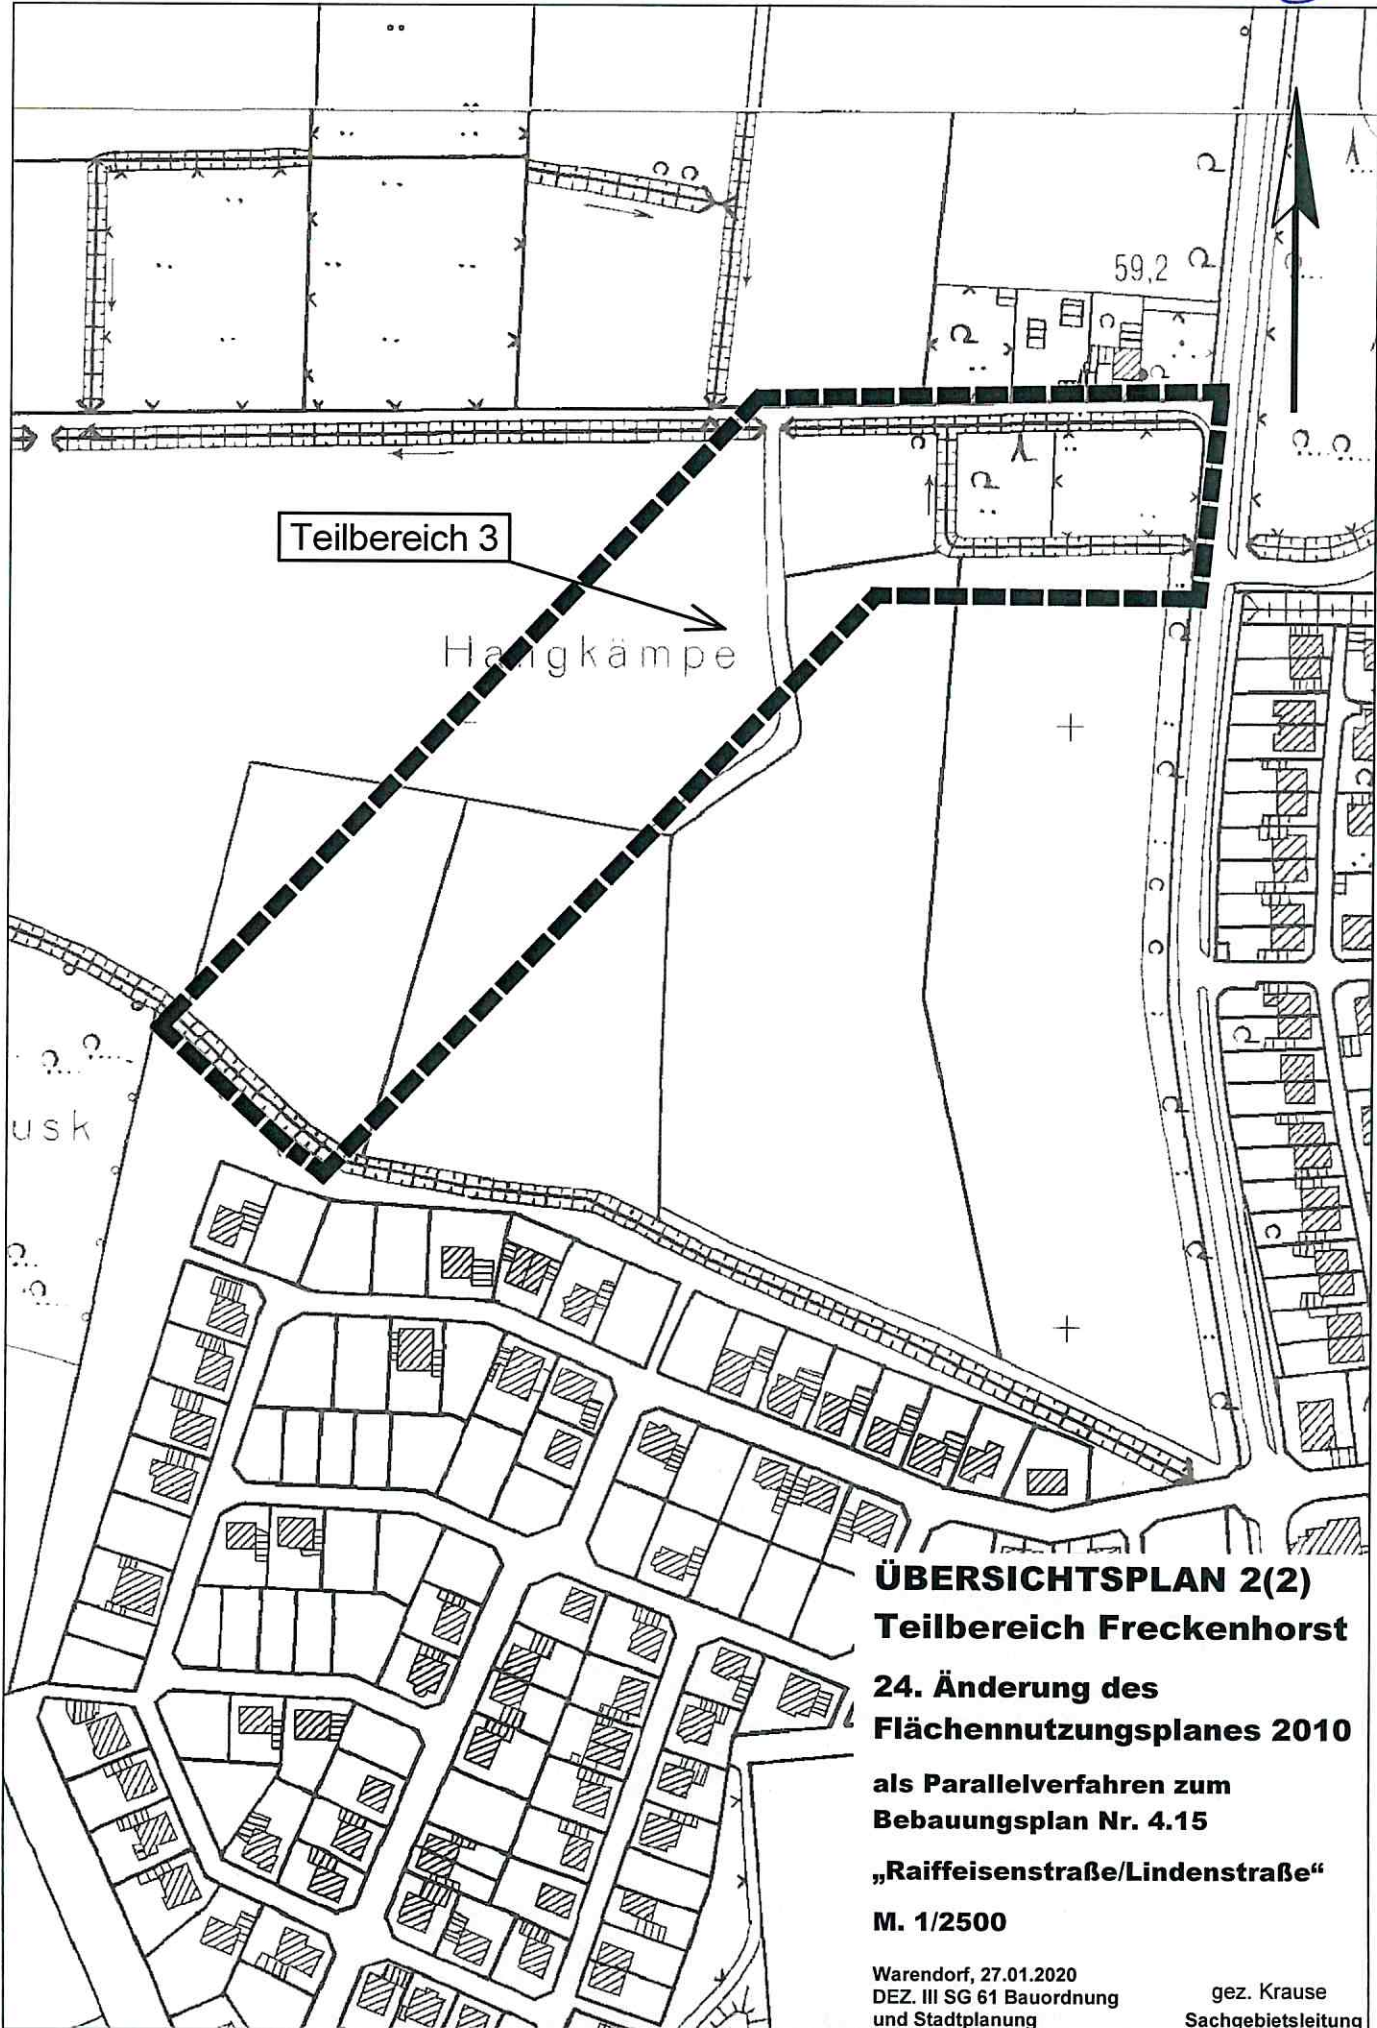 59,2
Teilbereich 3
Hangkämpe
usk
ÜBERSICHTSPLAN 2(2)
Teilbereich Freckenhorst
24. Änderung des
Flächennutzungsplanes 2010
als Parallelverfahren zum
Bebauungsplan Nr. 4.15
„Raiffeisenstraße/Lindenstraße“
M. 1/2500
Warendorf, 27.01.2020
DEZ. III SG 61 Bauordnung
und Stadtplanung
gez. Krause
Sachgebietsleitung